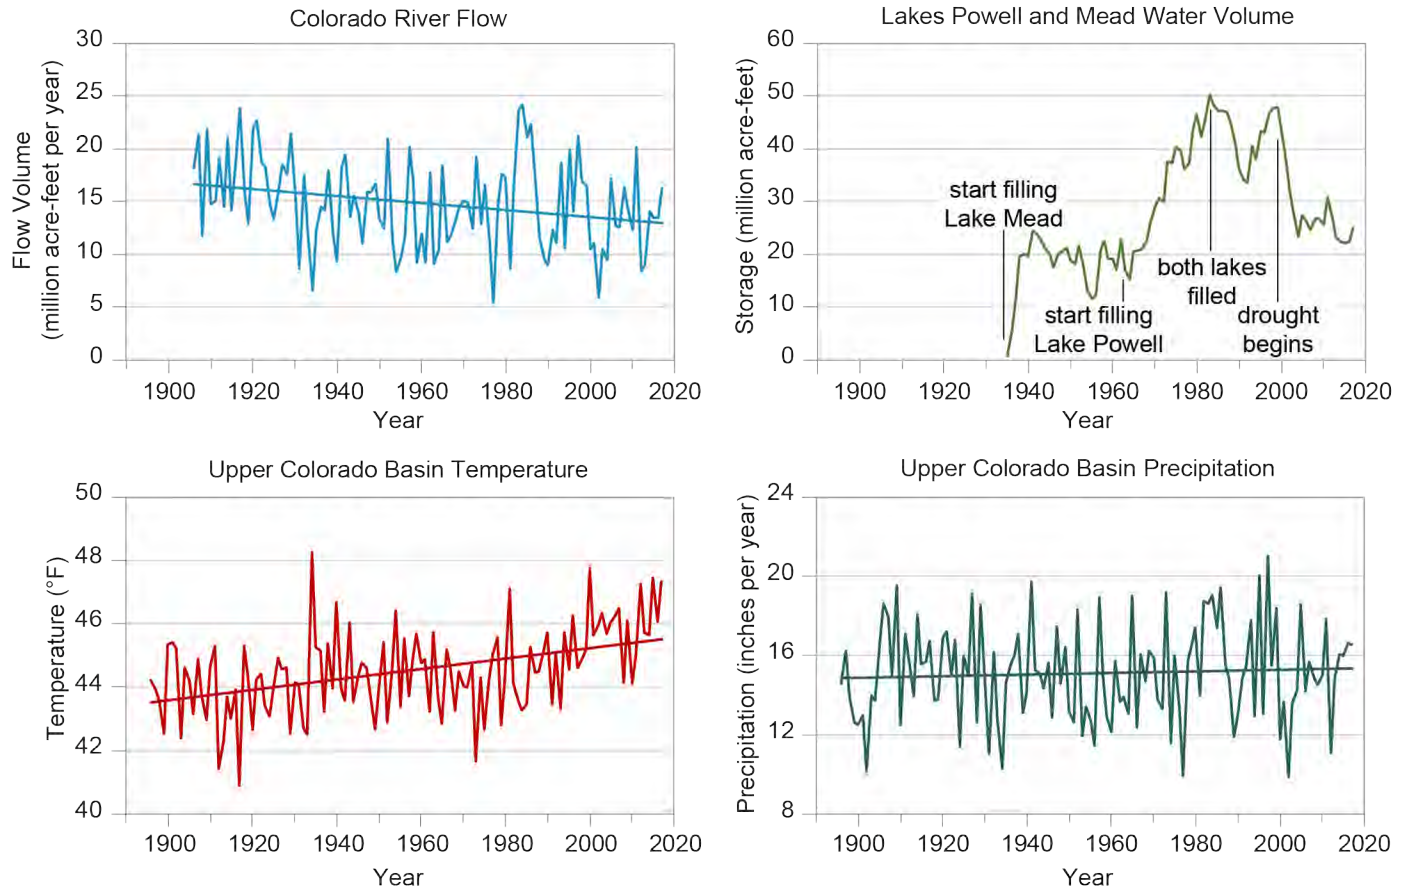 Colorado River Flow
Flow Volume
(million acre-feet per year)
30
25
20
15
10
5
0
1900 1920 1940 1960 1980 2000 2020
Year
Lakes Powell and Mead Water Volume
Storage (million acre-feet)
60
50
40
30
20
10
0
start filling
Lake Mead
start filling
Lake Powell
both lakes
filled
drought
begins
1900 1920 1940 1960 1980 2000 2020
Year
Upper Colorado Basin Temperature
Temperature (°F)
50
48
46
44
42
40
1900 1920 1940 1960 1980 2000 2020
Year
Upper Colorado Basin Precipitation
Precipitation (inches per year)
24
20
16
12
8
1900 1920 1940 1960 1980 2000 2020
Year